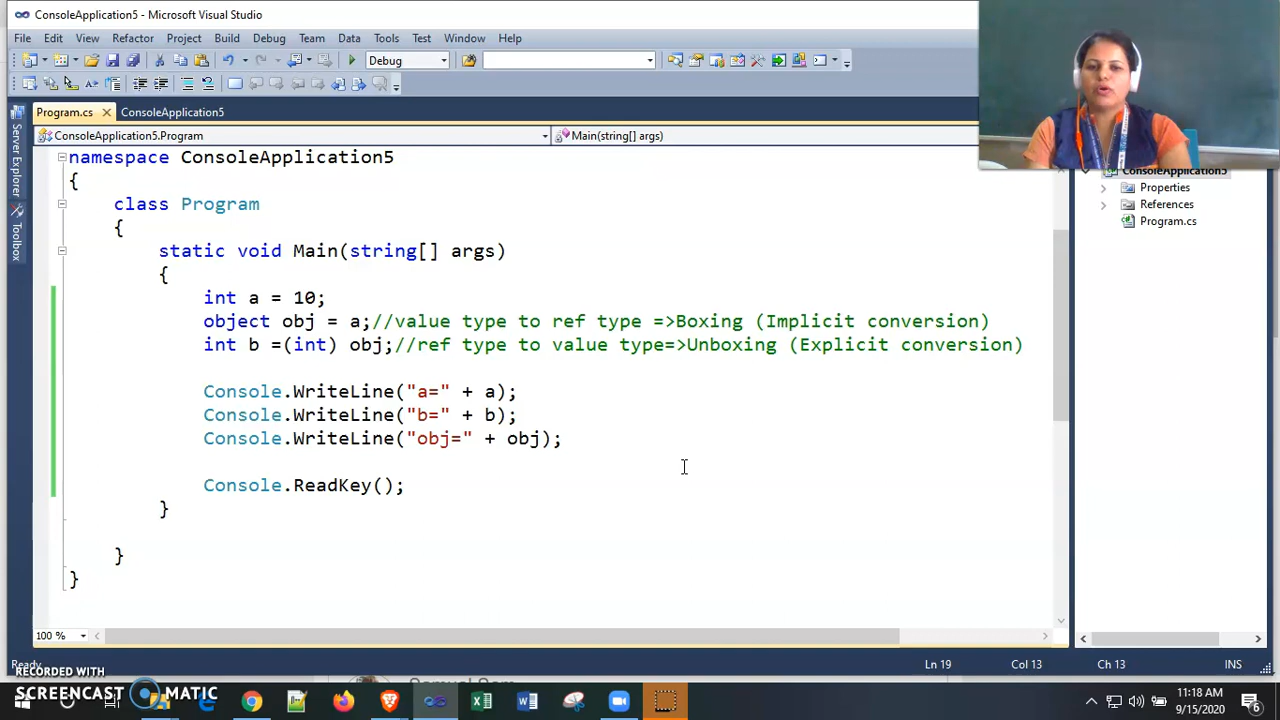 ConsoleApplication5 - Microsoft Visual Studio
File Edit View Refactor Project Build Debug Team Data Tools Test Window Help
Debug
Program.cs ConsoleApplication5
ConsoleApplication5.Program Main(string[] args)
Server Explorer
Toolbox
namespace ConsoleApplication5
{
class Program
{
static void Main(string[] args)
{
int a = 10;
object obj = a;//value type to ref type =>Boxing (Implicit conversion)
int b =(int) obj;//ref type to value type=>Unboxing (Explicit conversion)
Console.WriteLine("a=" + a);
Console.WriteLine("b=" + b);
Console.WriteLine("obj=" + obj);
Console.ReadKey();
}
}
}
ConsoleApplication5
Properties
References
Program.cs
100 %
Ready Ln 19 Col 13 Ch 13 INS
RECORDED WITH
SCREENCAST MATIC
11:18 AM
9/15/2020
6